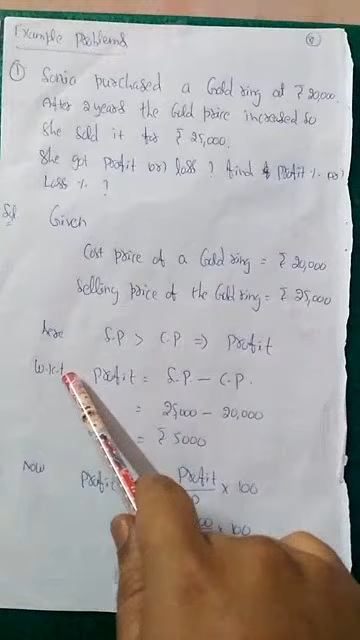 Example Problems
① Sonia purchased a Gold ring at ₹ 20,000.
After 2 years the Gold price increased so
she sold it for ₹ 25,000.
She got Profit (or) loss ? find Profit % (or)
Loss % ?
Sol Given
Cost price of a Gold ring = ₹ 20,000
Selling price of the Gold ring = ₹ 25,000
here S.P > C.P ⇒ Profit
W.K.t Profit = S.P – C.P.
= 25000 – 20,000
= ₹ 5000
Now Profit Profit × 100
× 100